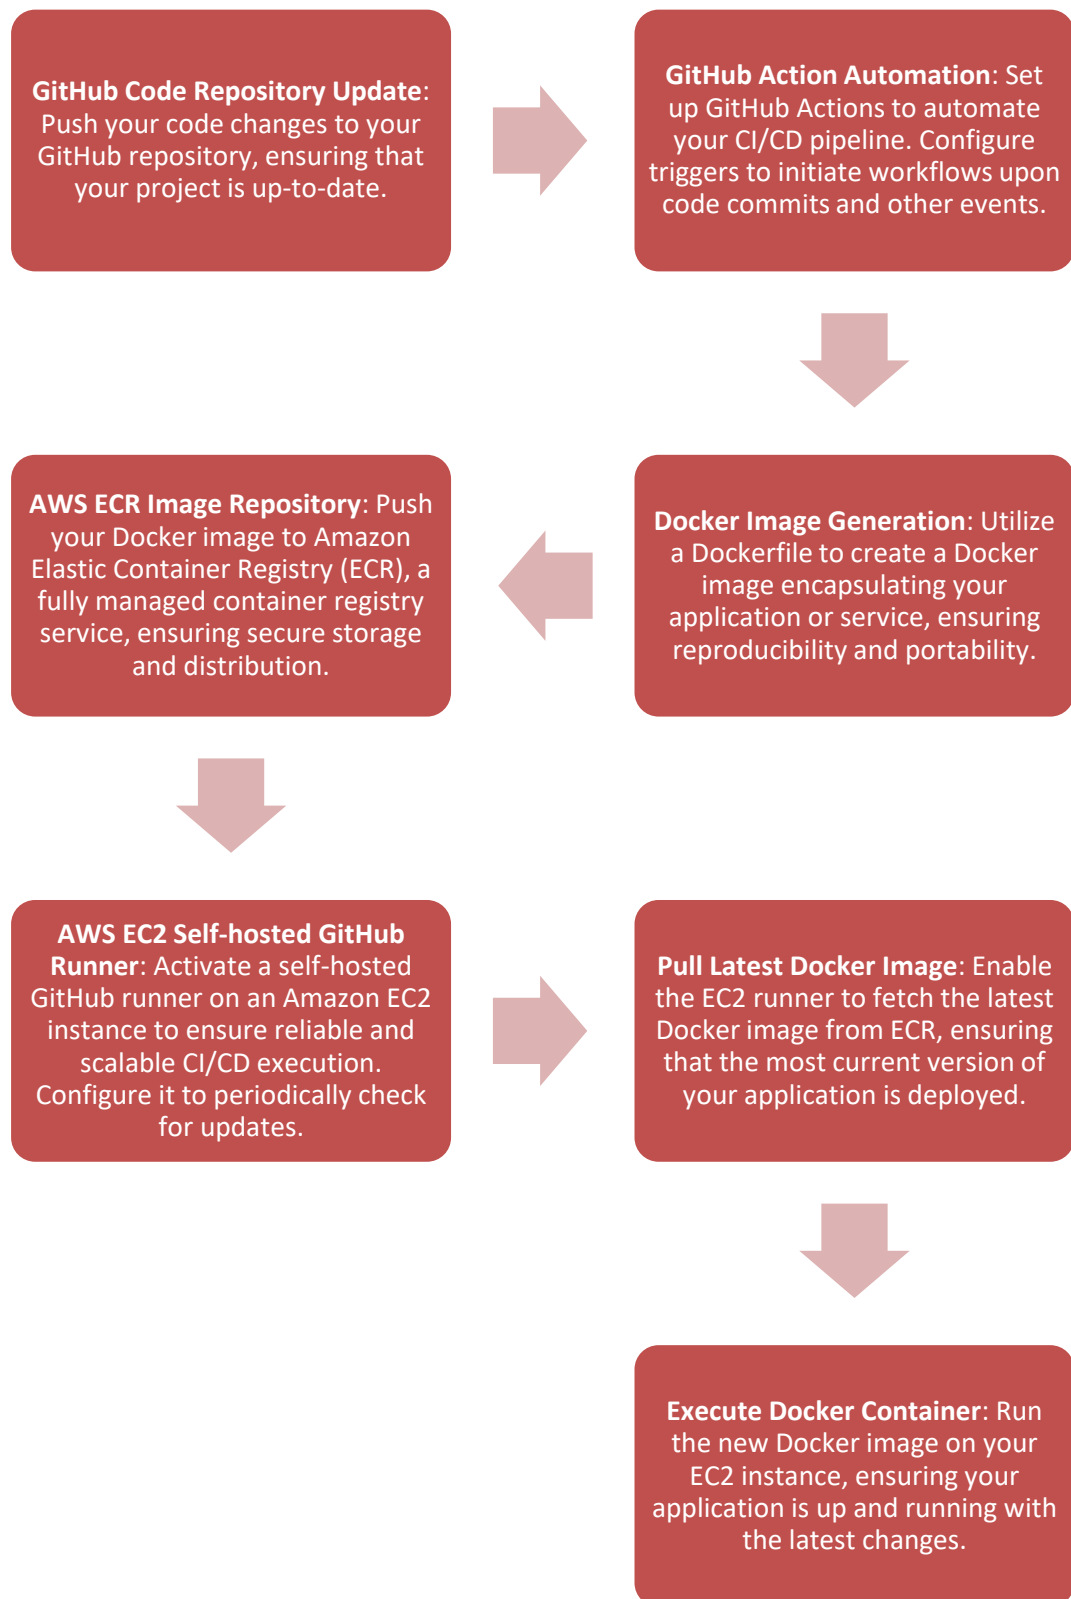 GitHub Code Repository Update:
Push your code changes to your
GitHub repository, ensuring that
your project is up-to-date.
GitHub Action Automation: Set
up GitHub Actions to automate
your CI/CD pipeline. Configure
triggers to initiate workflows upon
code commits and other events.
Docker Image Generation: Utilize
a Dockerfile to create a Docker
image encapsulating your
application or service, ensuring
reproducibility and portability.
AWS ECR Image Repository: Push
your Docker image to Amazon
Elastic Container Registry (ECR), a
fully managed container registry
service, ensuring secure storage
and distribution.
AWS EC2 Self-hosted GitHub
Runner: Activate a self-hosted
GitHub runner on an Amazon EC2
instance to ensure reliable and
scalable CI/CD execution.
Configure it to periodically check
for updates.
Pull Latest Docker Image: Enable
the EC2 runner to fetch the latest
Docker image from ECR, ensuring
that the most current version of
your application is deployed.
Execute Docker Container: Run
the new Docker image on your
EC2 instance, ensuring your
application is up and running with
the latest changes.